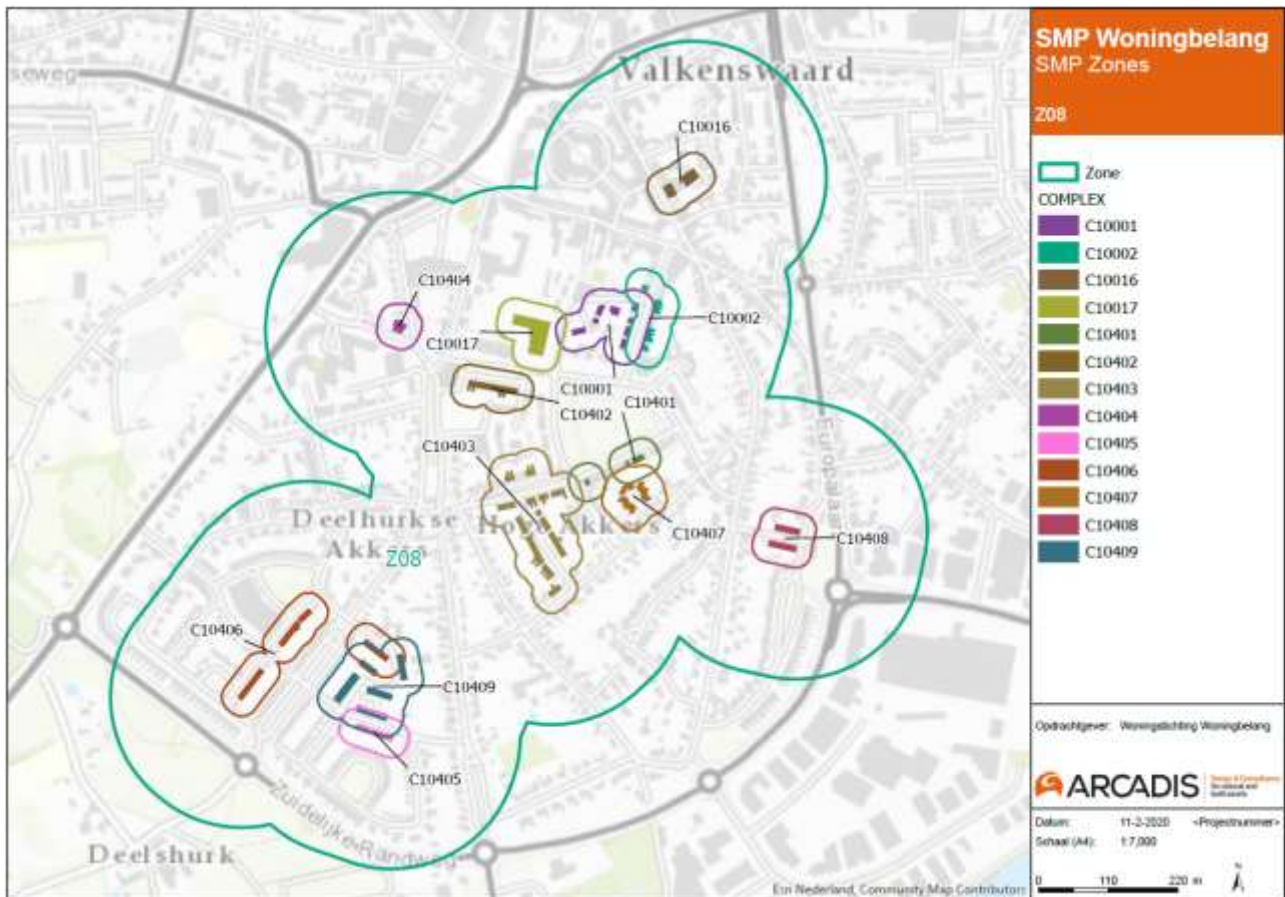 SMP Woningbelang
SMP Zones
Z08
Zone
COMPLEX
C10001
C10002
C10016
C10017
C10401
C10402
C10403
C10404
C10405
C10406
C10407
C10408
C10409
Opdrachtgever: Woningstichting Woningbelang
ARCADIS
Datum: 11-2-2020 <Projectnummer>
Schaal (A4): 1:7,000
N
0 110 220 m
seweg
Valkenswaard
C10016
C10404
C10017
C10002
C10001
C10402
C10401
C10403
Deelhurkse
Akkers
Hoge Akkers
Z08
C10407
C10408
Europalaan
C10406
C10409
C10405
Zuidelijke-Randweg
Deelshurk
Esri Nederland, Community Map Contributors